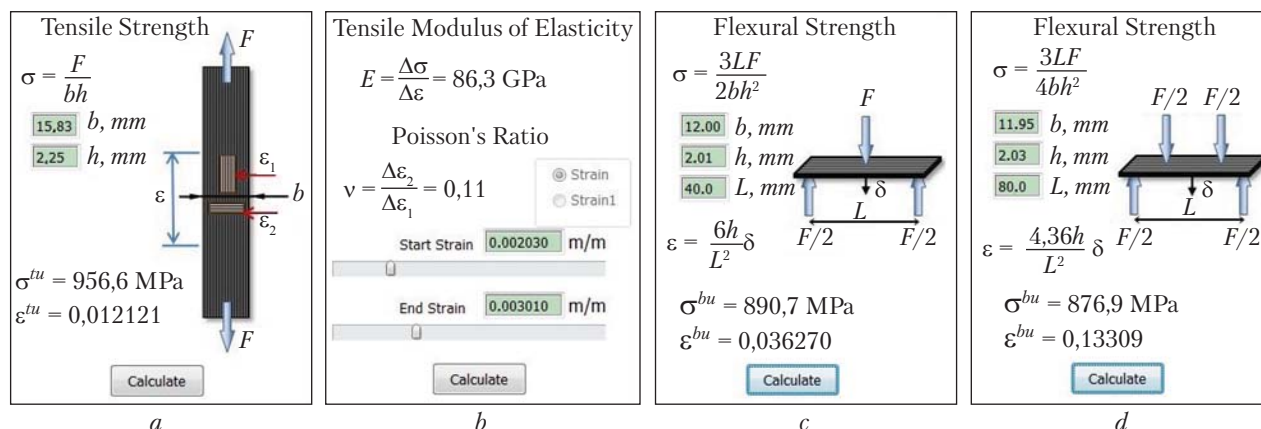 Tensile Strength
F
σ = F/bh
15,83 b, mm
2,25 h, mm
ε₁
ε
b
ε₂
σᵗᵘ = 956,6 MPa
εᵗᵘ = 0,012121
F
Calculate
a
Tensile Modulus of Elasticity
E = Δσ/Δε = 86,3 GPa
Poisson's Ratio
ν = Δε₂/Δε₁ = 0,11
Strain
Strain1
Start Strain 0.002030 m/m
End Strain 0.003010 m/m
Calculate
b
Flexural Strength
σ = 3LF/2bh²
F
12.00 b, mm
2.01 h, mm
40.0 L, mm
δ
L
F/2 F/2
ε = 6h/L² δ
σᵇᵘ = 890,7 MPa
εᵇᵘ = 0,036270
Calculate
c
Flexural Strength
σ = 3LF/4bh²
F/2 F/2
11.95 b, mm
2.03 h, mm
80.0 L, mm
δ
L
F/2 F/2
ε = 4,36h/L² δ
σᵇᵘ = 876,9 MPa
εᵇᵘ = 0,13309
Calculate
d